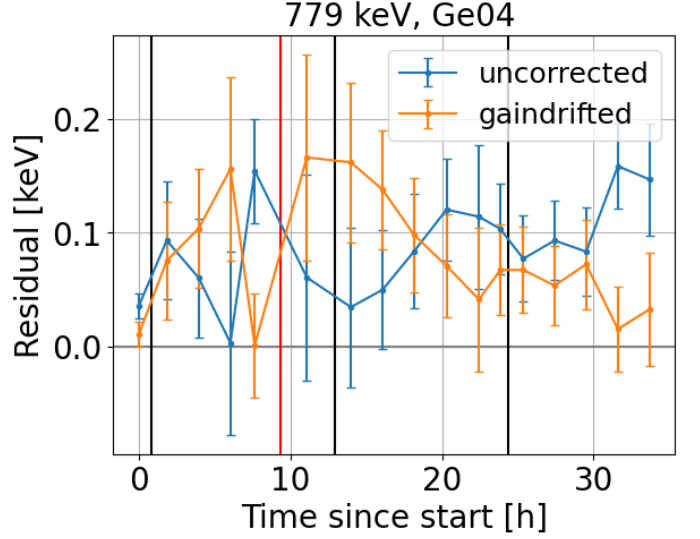 779 keV, Ge04
uncorrected
gaindrifted
Residual [keV]
0.2
0.1
0.0
0
10
20
30
Time since start [h]